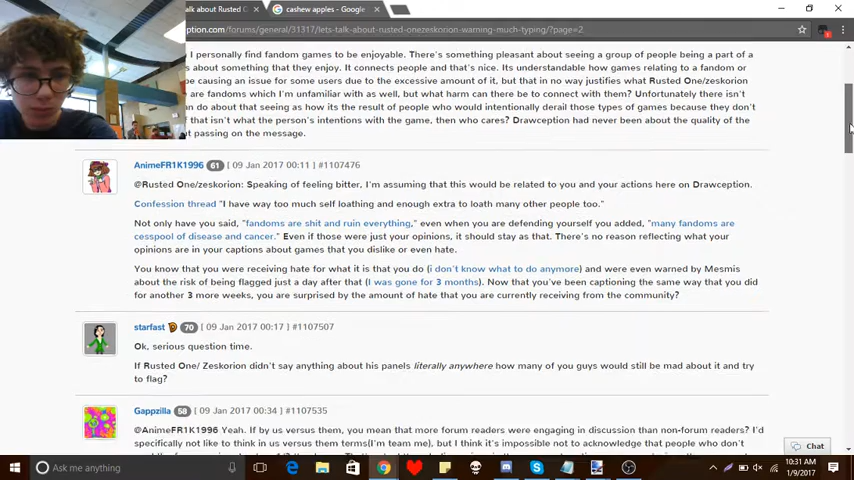 talk about Rusted On
cashew apples - Google
ption.com/forums/general/31317/lets-talk-about-rusted-onezeskorion-warning-much-typing/?page=2
I personally find fandom games to be enjoyable. There's something pleasant about seeing a group of people being a part of a
s about something that they enjoy. It connects people and that's nice. Its understandable how games relating to a fandom or
be causing an issue for some users due to the excessive amount of it, but that in no way justifies what Rusted One/zeskorion
are fandoms which I'm unfamiliar with as well, but what harm can there be to connect with them? Unfortunately there isn't
n do about that seeing as how its the result of people who would intentionally derail those types of games because they don't
f that isn't what the person's intentions with the game, then who cares? Drawception had never been about the quality of the
ut passing on the message.
AnimeFR1K1996 61 [ 09 Jan 2017 00:11 ] #1107476
@Rusted One/zeskorion: Speaking of feeling bitter, I'm assuming that this would be related to you and your actions here on Drawception.
Confession thread "I have way too much self loathing and enough extra to loath many other people too."
Not only have you said, "fandoms are shit and ruin everything," even when you are defending yourself you added, "many fandoms are
cesspool of disease and cancer." Even if those were just your opinions, it should stay as that. There's no reason reflecting what your
opinions are in your captions about games that you dislike or even hate.
You know that you were receiving hate for what it is that you do (i don't know what to do anymore) and were even warned by Mesmis
about the risk of being flagged just a day after that (I was gone for 3 months). Now that you've been captioning the same way that you did
for another 3 more weeks, you are surprised by the amount of hate that you are currently receiving from the community?
starfast D 70 [ 09 Jan 2017 00:17 ] #1107507
Ok, serious question time.
If Rusted One/ Zeskorion didn't say anything about his panels literally anywhere how many of you guys would still be mad about it and try
to flag?
Gappzilla 58 [ 09 Jan 2017 00:34 ] #1107535
@AnimeFR1K1996 Yeah. If by us versus them, you mean that more forum readers were engaging in discussion than non-forum readers? I'd
specifically not like to think in us versus them terms(I'm team me), but I think it's impossible not to acknowledge that people who don't
Chat
Ask me anything
10:31 AM
1/9/2017